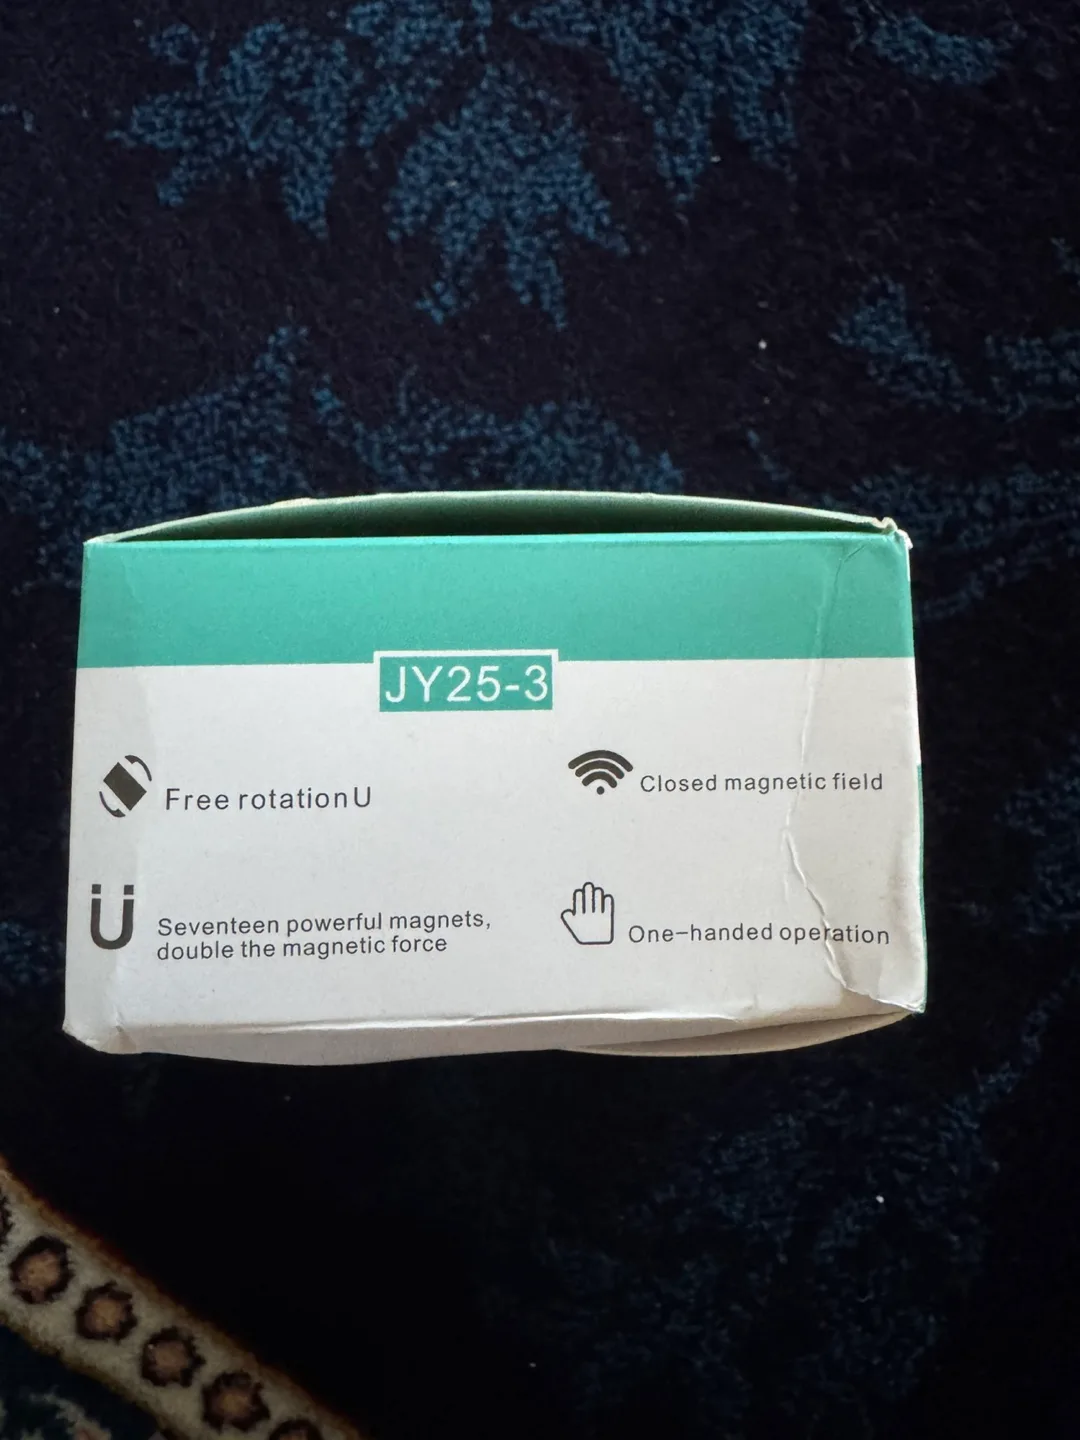 JY25-3
Free rotationU
Closed magnetic field
Seventeen powerful magnets,
double the magnetic force
One-handed operation